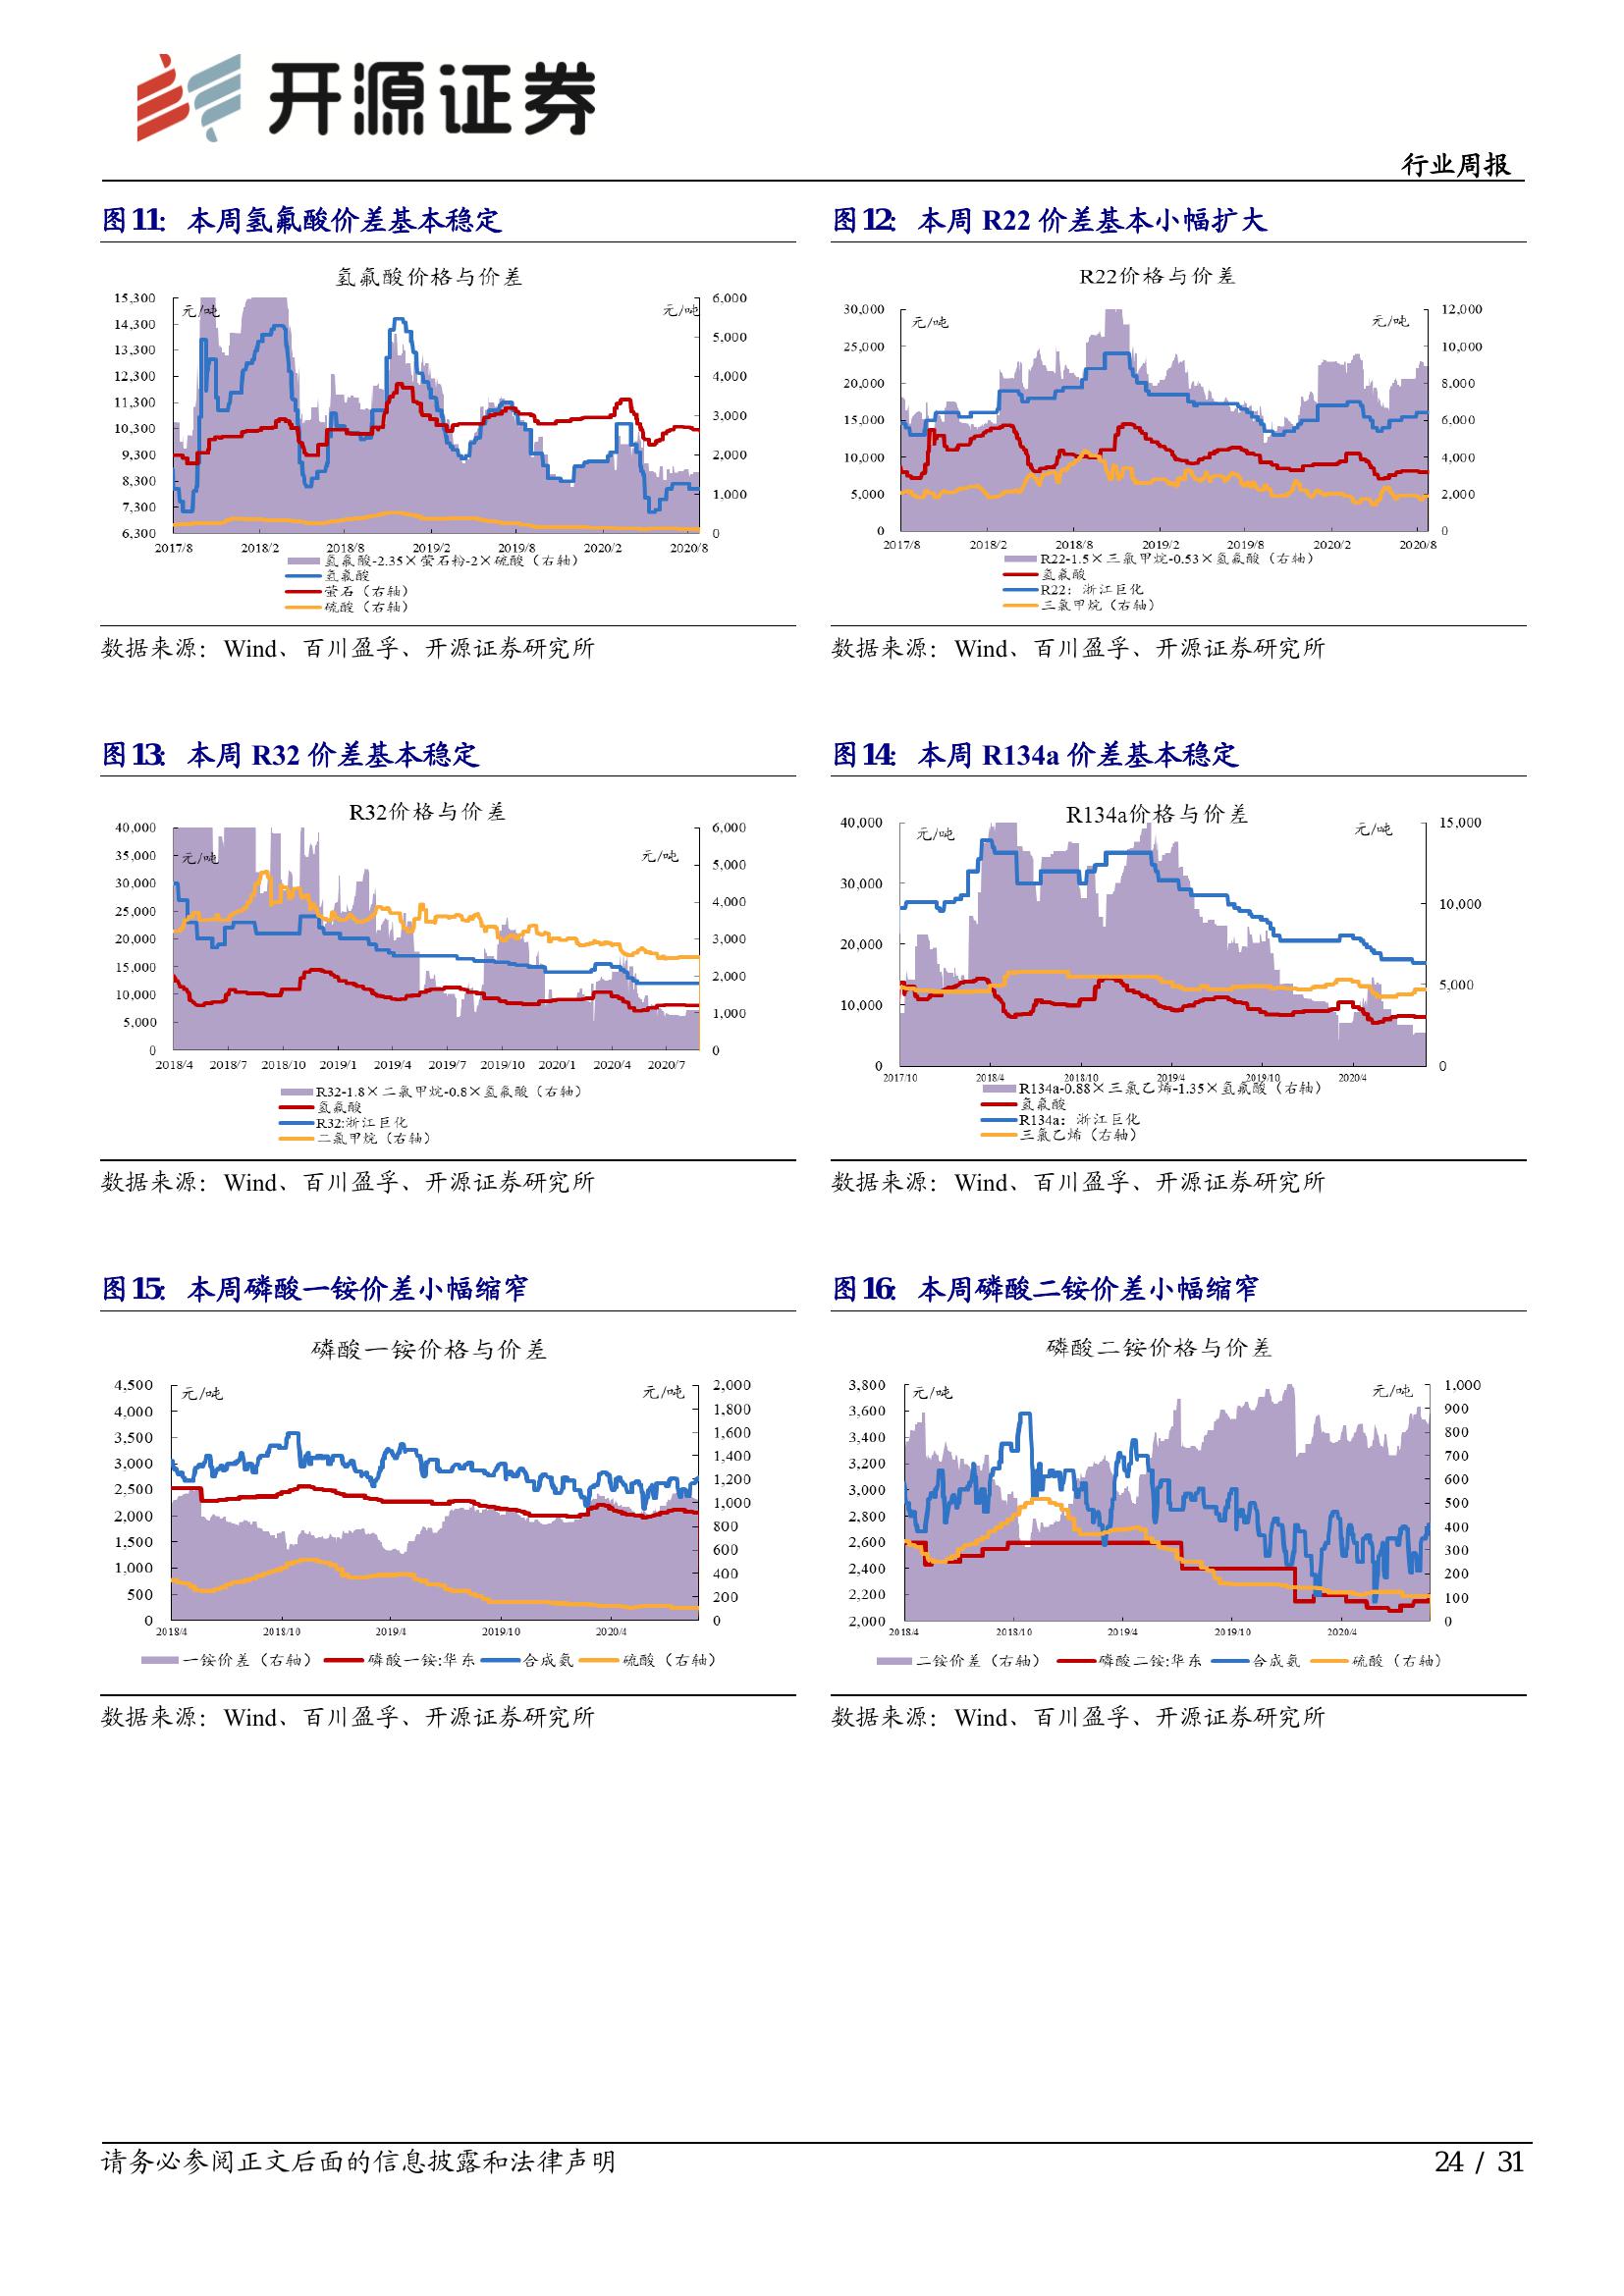 开源证券
行业周报
图11： 本周氢氟酸价差基本稳定
氢氟酸价格与价差
元/吨
元/吨
15,300
14,300
13,300
12,300
11,300
10,300
9,300
8,300
7,300
6,300
6,000
5,000
4,000
3,000
2,000
1,000
0
2017/8 2018/2 2018/8 2019/2 2019/8 2020/2 2020/8
氢氟酸-2.35×萤石粉-2×硫酸（右轴）
氢氟酸
萤石（右轴）
硫酸（右轴）
数据来源：Wind、百川盈孚、开源证券研究所
图12： 本周 R22 价差基本小幅扩大
R22价格与价差
元/吨
元/吨
30,000
25,000
20,000
15,000
10,000
5,000
0
12,000
10,000
8,000
6,000
4,000
2,000
0
2017/8 2018/2 2018/8 2019/2 2019/8 2020/2 2020/8
R22-1.5×三氯甲烷-0.53×氢氟酸（右轴）
氢氟酸
R22：浙江巨化
三氯甲烷（右轴）
数据来源：Wind、百川盈孚、开源证券研究所
图13： 本周 R32 价差基本稳定
R32价格与价差
元/吨
元/吨
40,000
35,000
30,000
25,000
20,000
15,000
10,000
5,000
0
6,000
5,000
4,000
3,000
2,000
1,000
0
2018/4 2018/7 2018/10 2019/1 2019/4 2019/7 2019/10 2020/1 2020/4 2020/7
R32-1.8×二氯甲烷-0.8×氢氟酸（右轴）
氢氟酸
R32:浙江巨化
二氯甲烷（右轴）
数据来源：Wind、百川盈孚、开源证券研究所
图14： 本周 R134a 价差基本稳定
R134a价格与价差
元/吨
元/吨
40,000
30,000
20,000
10,000
0
15,000
10,000
5,000
0
2017/10 2018/4 2018/10 2019/4 2019/10 2020/4
R134a-0.88×三氯乙烯-1.35×氢氟酸（右轴）
氢氟酸
R134a：浙江巨化
三氯乙烯（右轴）
数据来源：Wind、百川盈孚、开源证券研究所
图15： 本周磷酸一铵价差小幅缩窄
磷酸一铵价格与价差
元/吨
元/吨
4,500
4,000
3,500
3,000
2,500
2,000
1,500
1,000
500
0
2,000
1,800
1,600
1,400
1,200
1,000
800
600
400
200
0
2018/4 2018/10 2019/4 2019/10 2020/4
一铵价差（右轴） 磷酸一铵:华东 合成氨 硫酸（右轴）
数据来源：Wind、百川盈孚、开源证券研究所
图16： 本周磷酸二铵价差小幅缩窄
磷酸二铵价格与价差
元/吨
元/吨
3,800
3,600
3,400
3,200
3,000
2,800
2,600
2,400
2,200
2,000
1,000
900
800
700
600
500
400
300
200
100
0
2018/4 2018/10 2019/4 2019/10 2020/4
二铵价差（右轴） 磷酸二铵:华东 合成氨 硫酸（右轴）
数据来源：Wind、百川盈孚、开源证券研究所
请务必参阅正文后面的信息披露和法律声明
24 / 31